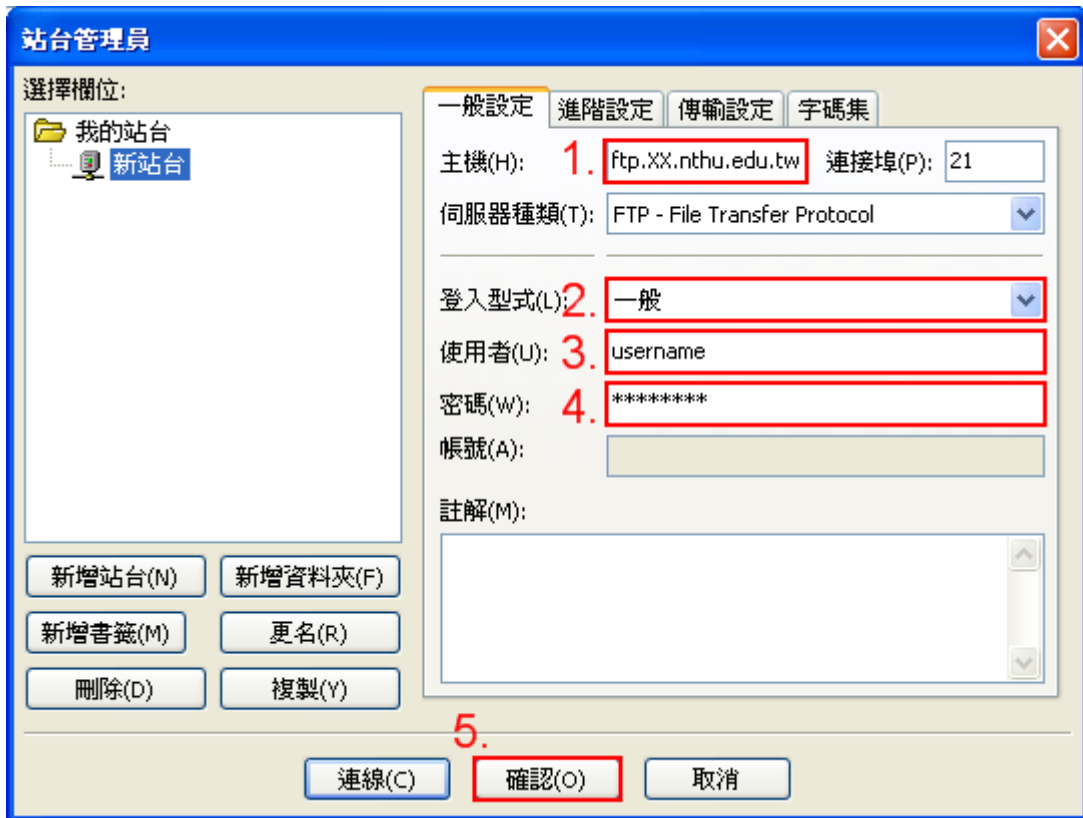 站台管理員
選擇欄位:
我的站台
新站台
新增站台(N)
新增資料夾(F)
新增書籤(M)
更名(R)
刪除(D)
複製(Y)
一般設定 進階設定 傳輸設定 字碼集
主機(H): 1. ftp.XX.nthu.edu.tw 連接埠(P): 21
伺服器種類(T): FTP - File Transfer Protocol
登入型式(L): 2. 一般
使用者(U): 3. username
密碼(W): 4. ********
帳號(A):
註解(M):
5.
連線(C) 確認(O) 取消